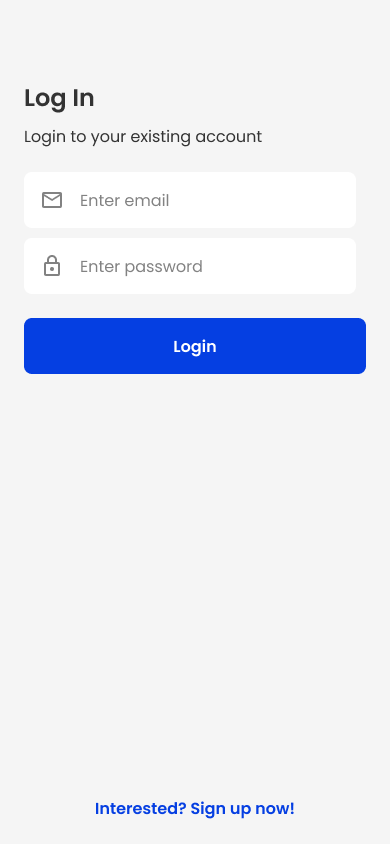 Log In
Login to your existing account
Enter email
Enter password
Login
Interested? Sign up now!